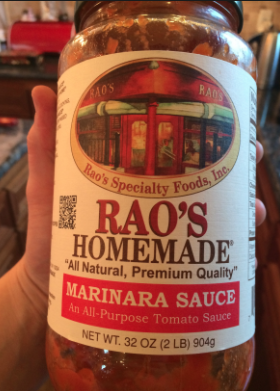 RAO'S RAO'S
Rao's Specialty Foods, Inc.
RAO'S
HOMEMADE®
"All Natural, Premium Quality"
MARINARA SAUCE
An All-Purpose Tomato Sauce
NET WT. 32 OZ (2 LB) 904g